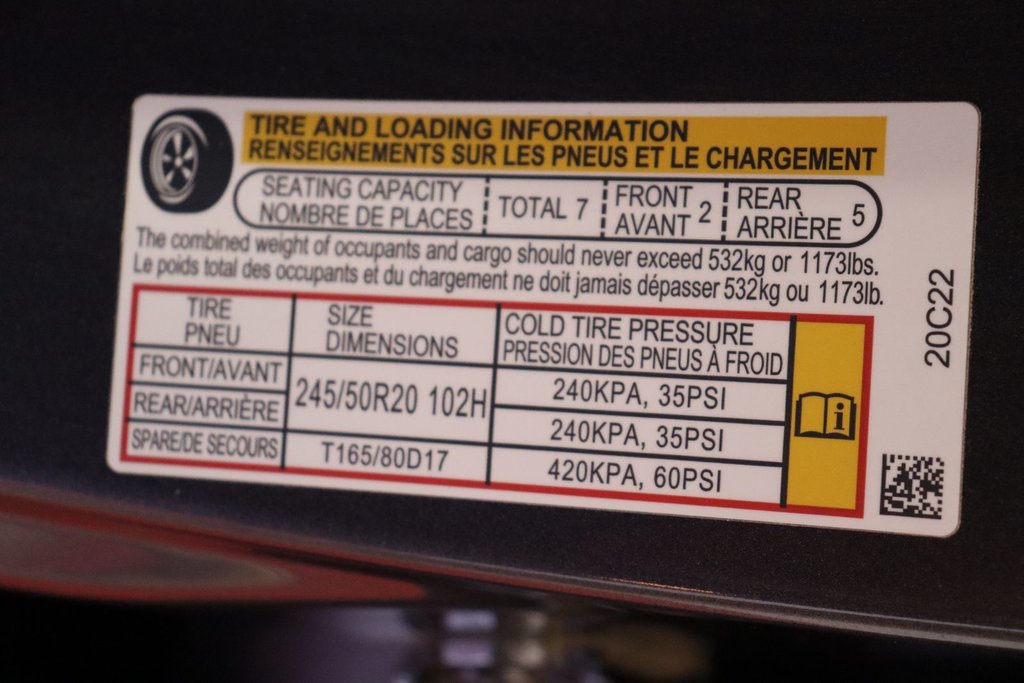 TIRE AND LOADING INFORMATION
RENSEIGNEMENTS SUR LES PNEUS ET LE CHARGEMENT
SEATING CAPACITY
NOMBRE DE PLACES
TOTAL 7
FRONT
AVANT 2
REAR
ARRIÈRE 5
The combined weight of occupants and cargo should never exceed 532kg or 1173lbs.
Le poids total des occupants et du chargement ne doit jamais dépasser 532kg ou 1173lb.
TIRE
PNEU
SIZE
DIMENSIONS
COLD TIRE PRESSURE
PRESSION DES PNEUS À FROID
FRONT/AVANT
245/50R20 102H
240KPA, 35PSI
REAR/ARRIÈRE
240KPA, 35PSI
SPARE/DE SECOURS
T165/80D17
420KPA, 60PSI
i
20C22